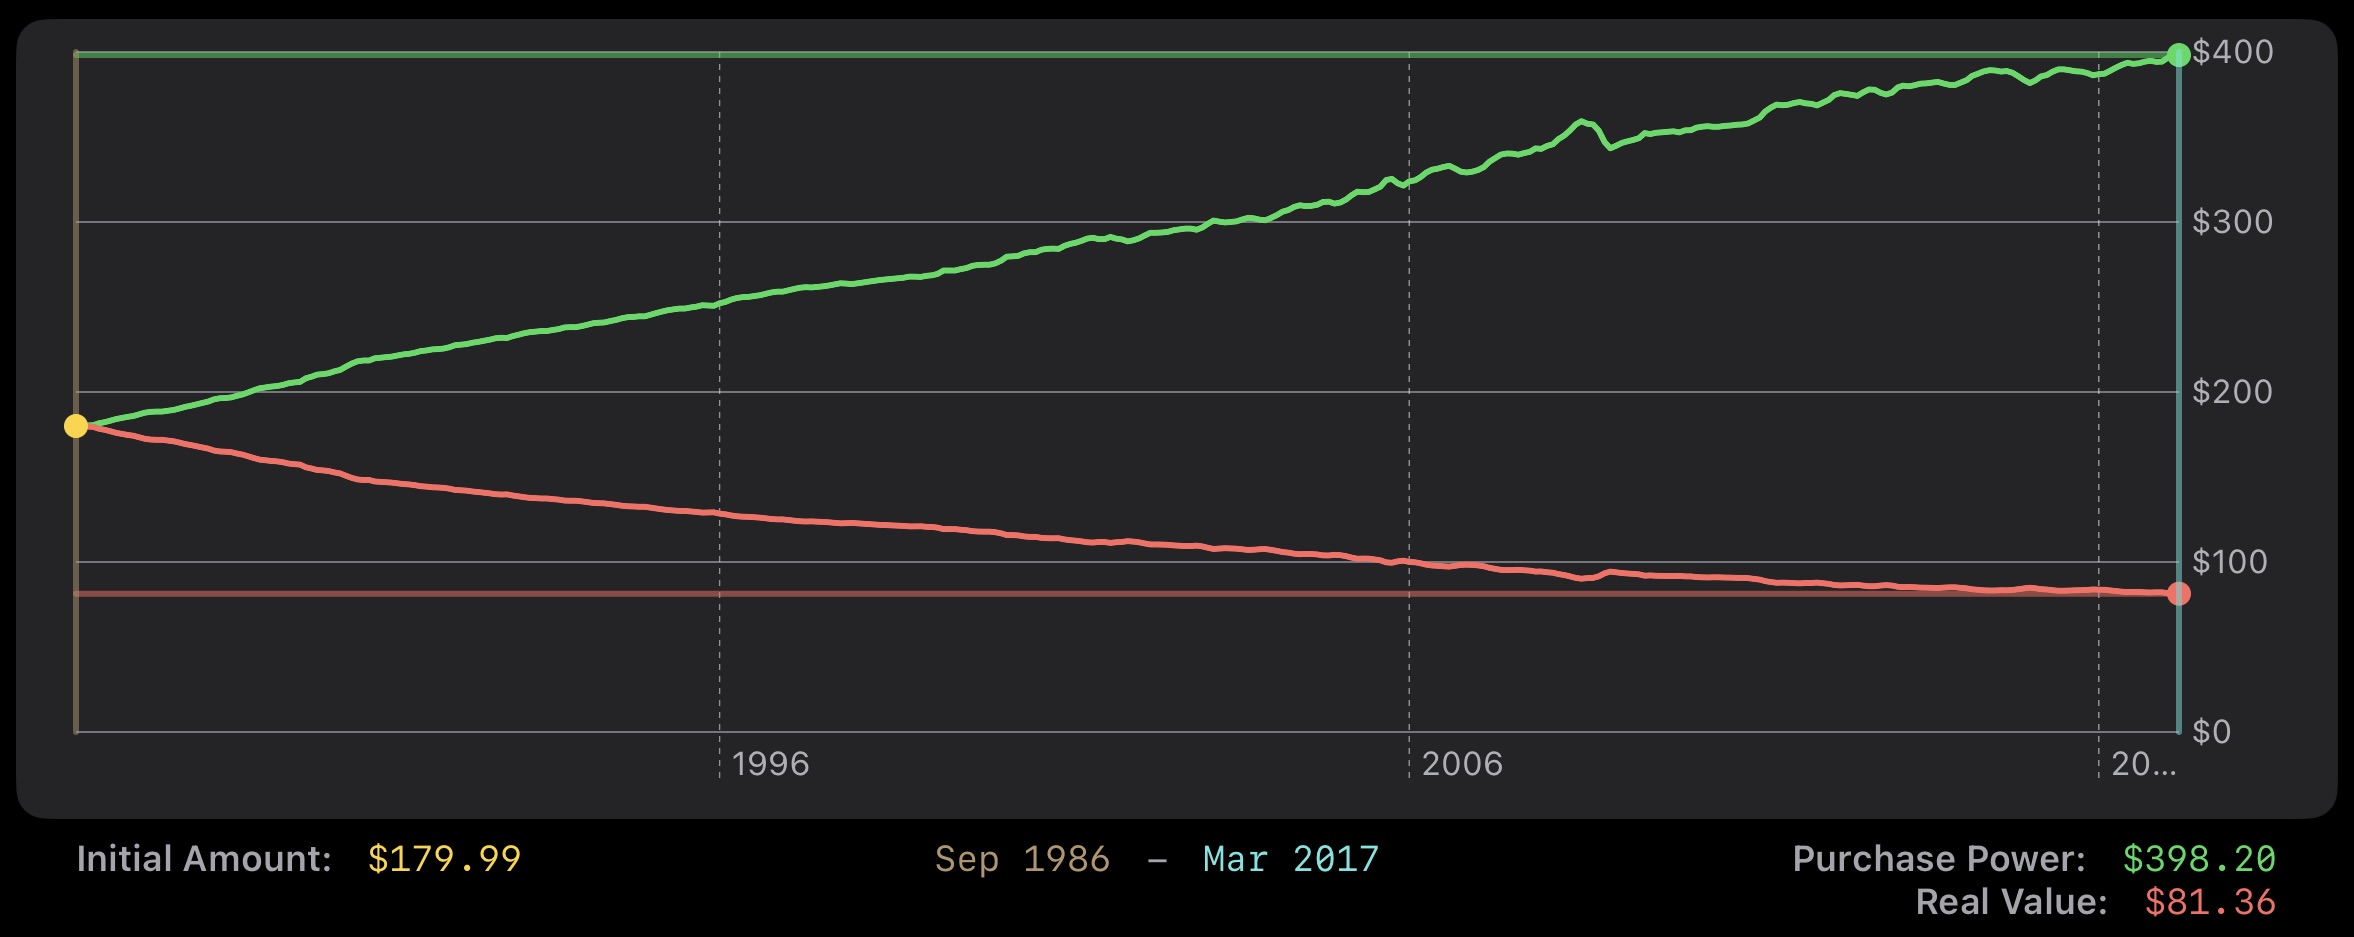 $400
$300
$200
$100
$0
1996
2006
20...
Initial Amount: $179.99
Sep 1986 – Mar 2017
Purchase Power: $398.20
Real Value: $81.36